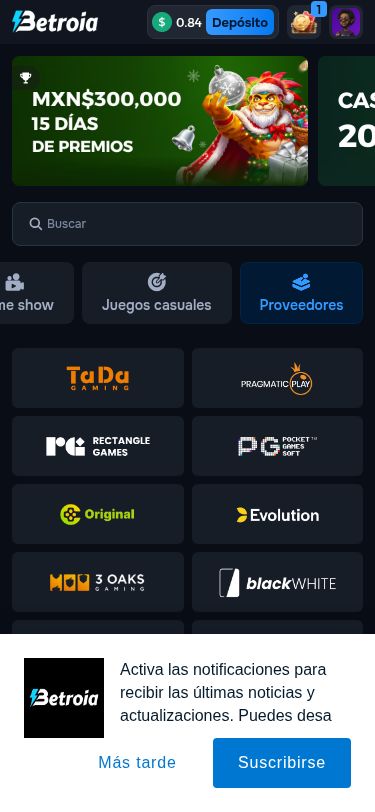 Betroia
$ 0.84 Depósito
1
MXN$300,000
15 DÍAS
DE PREMIOS
CAS
20
Buscar
me show
Juegos casuales
Proveedores
TaDa
GAMING
PRAGMATIC PLAY
RECTANGLE
GAMES
PG POCKET
GAMES
SOFT
Original
Evolution
3 OAKS
GAMING
blackWHITE
Betroia
Activa las notificaciones para
recibir las últimas noticias y
actualizaciones. Puedes desa
Más tarde
Suscribirse